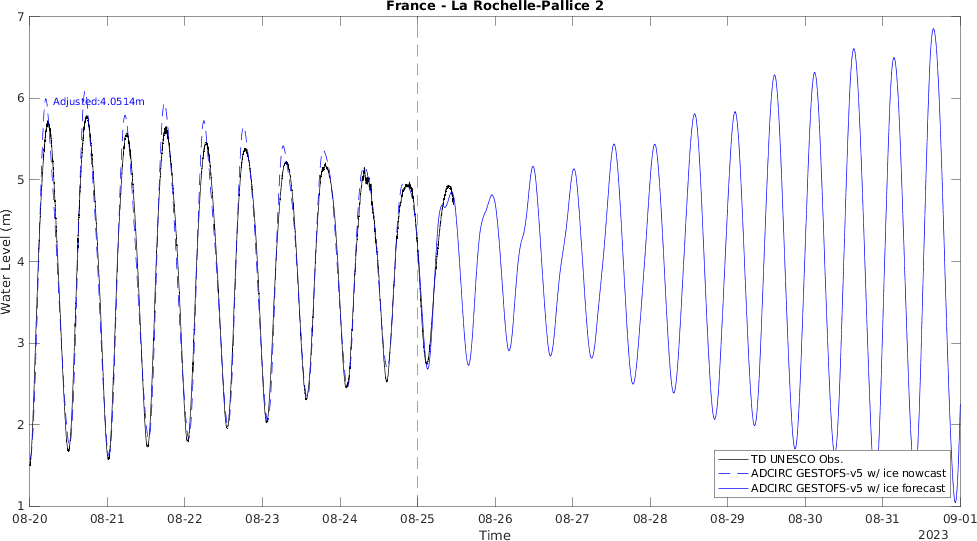 France - La Rochelle-Pallice 2
7
6
5
4
3
2
1
Water Level (m)
Adjusted:4.0514m
TD UNESCO Obs.
ADCIRC GESTOFS-v5 w/ ice nowcast
ADCIRC GESTOFS-v5 w/ ice forecast
08-20 08-21 08-22 08-23 08-24 08-25 08-26 08-27 08-28 08-29 08-30 08-31 09-01
Time
2023